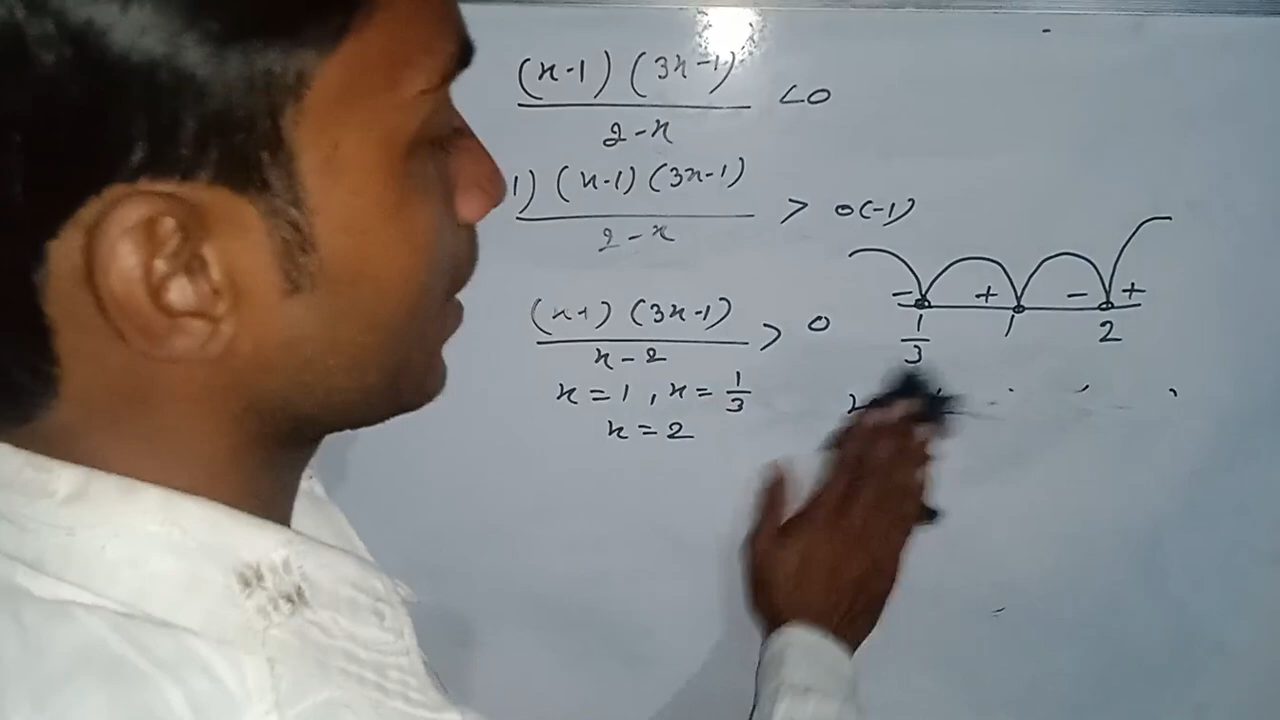 (x-1) (3x-1)
2-x
<0
1) (x-1) (3x-1)
2-x
> 0(-1)
(x-1) (3x-1)
x-2
> 0
x=1, x=1/3
x=2
- + - +
1/3 1 2